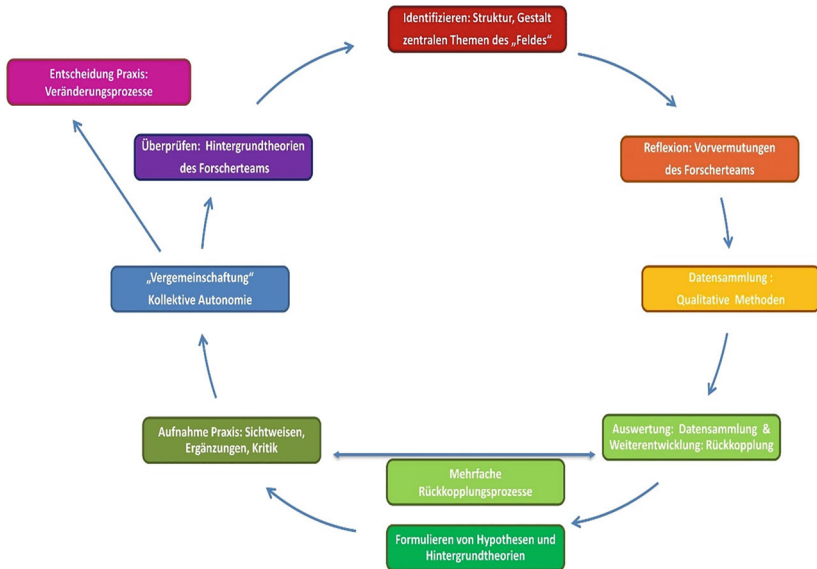 Identifizieren: Struktur, Gestalt
zentralen Themen des „Feldes“
Entscheidung Praxis:
Veränderungsprozesse
Überprüfen: Hintergrundtheorien
des Forscherteams
Reflexion: Vorvermutungen
des Forscherteams
„Vergemeinschaftung“
Kollektive Autonomie
Datensammlung :
Qualitative Methoden
Aufnahme Praxis: Sichtweisen,
Ergänzungen, Kritik
Auswertung: Datensammlung &
Weiterentwicklung: Rückkopplung
Mehrfache
Rückkopplungsprozesse
Formulieren von Hypothesen und
Hintergrundtheorien